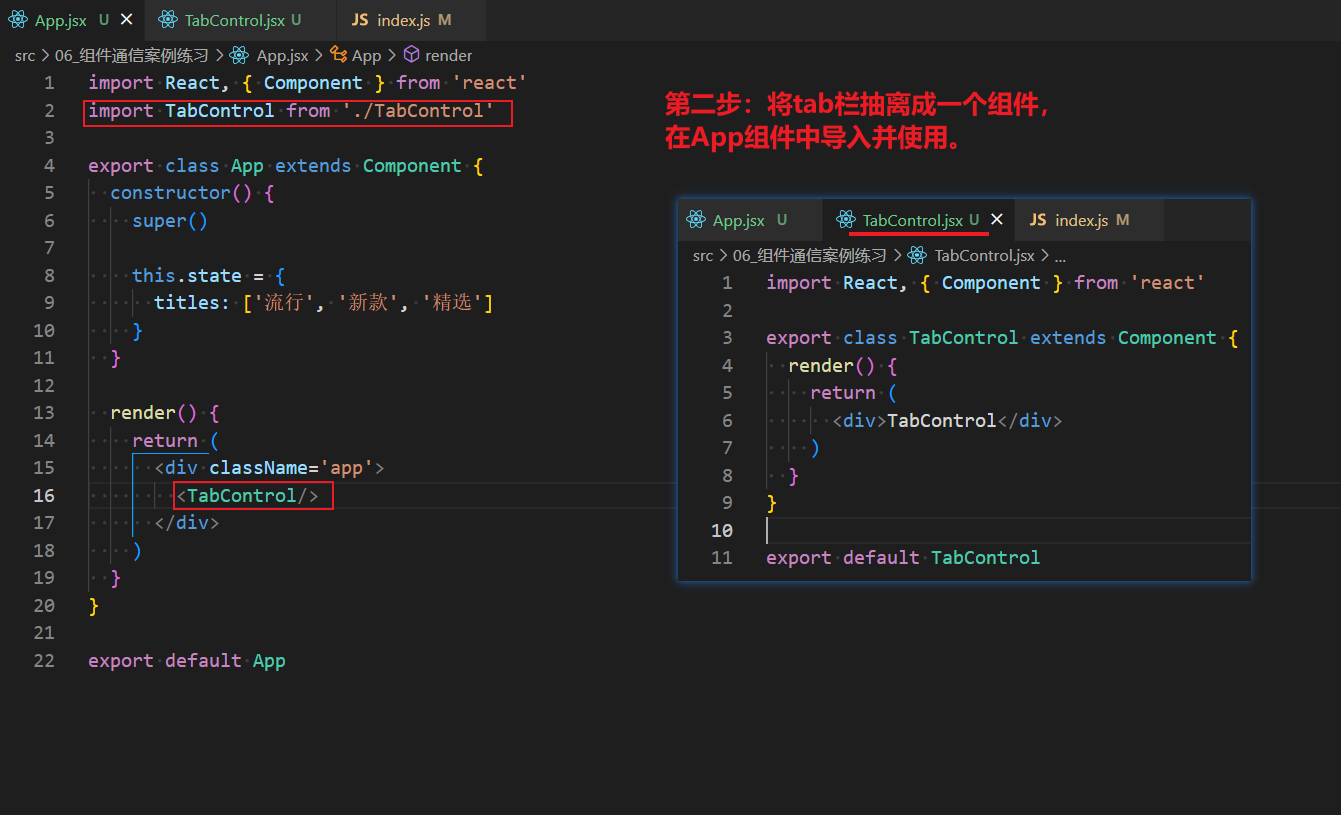 App.jsx U TabControl.jsx U JS index.js M
src > 06_组件通信案例练习 > App.jsx > App > render
1 import React, { Component } from 'react'
2 import TabControl from './TabControl'
3
4 export class App extends Component {
5 constructor() {
6 super()
7
8 this.state = {
9 titles: ['流行', '新款', '精选']
10 }
11 }
12
13 render() {
14 return (
15 <div className='app'>
16 <TabControl/>
17 </div>
18 )
19 }
20 }
21
22 export default App
第二步：将tab栏抽离成一个组件，
在App组件中导入并使用。
App.jsx U TabControl.jsx U JS index.js M
src > 06_组件通信案例练习 > TabControl.jsx > ...
1 import React, { Component } from 'react'
2
3 export class TabControl extends Component {
4 render() {
5 return (
6 <div>TabControl</div>
7 )
8 }
9 }
10
11 export default TabControl